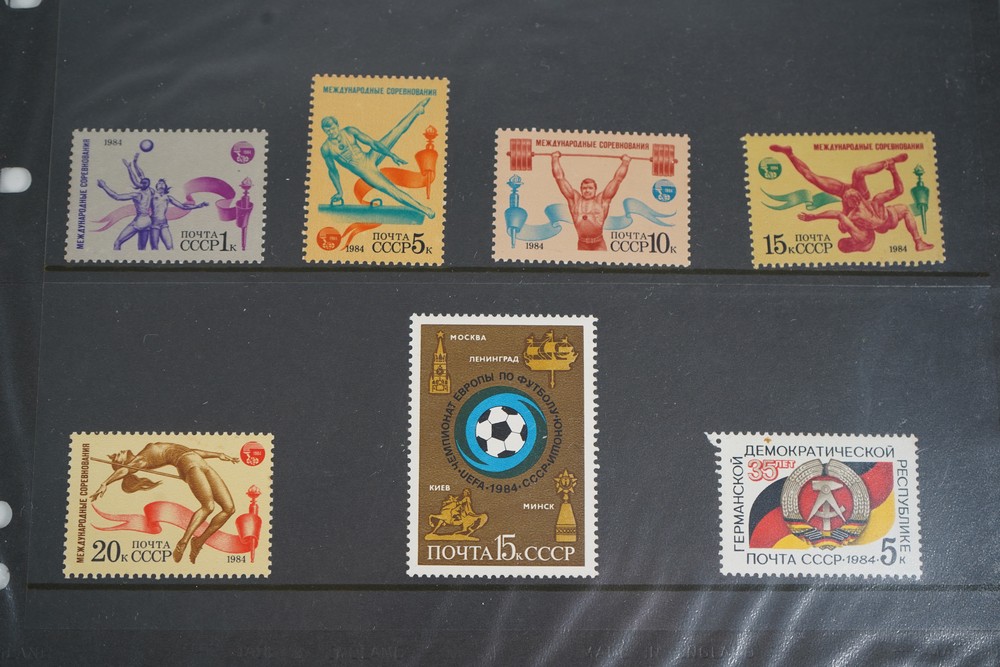 1984
МЕЖДУНАРОДНЫЕ СОРЕВНОВАНИЯ
ПОЧТА
СССР 1к
МЕЖДУНАРОДНЫЕ СОРЕВНОВАНИЯ
ПОЧТА
1984 СССР 5к
МЕЖДУНАРОДНЫЕ СОРЕВНОВАНИЯ
ПОЧТА
1984 СССР 10к
МЕЖДУНАРОДНЫЕ СОРЕВНОВАНИЯ
ПОЧТА
15к СССР 1984
МЕЖДУНАРОДНЫЕ СОРЕВНОВАНИЯ
ПОЧТА
20к СССР 1984
МОСКВА
ЛЕНИНГРАД
ЧЕМПИОНАТ ЕВРОПЫ ПО ФУТБОЛУ·ЮНОШИ·
UEFA·1984·СССР
КИЕВ
МИНСК
ПОЧТА 15к СССР
35 ЛЕТ
ГЕРМАНСКОЙ
ДЕМОКРАТИЧЕСКОЙ
РЕСПУБЛИКЕ
ПОЧТА СССР·1984· 5к